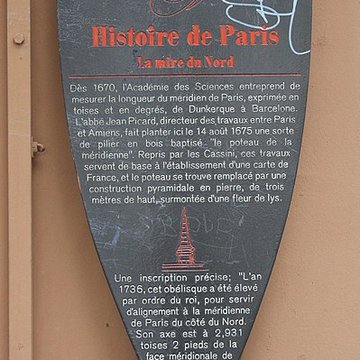 Histoire de Paris
La mire du Nord
Dès 1670, l'Académie des Sciences entreprend de
mesurer la longueur du méridien de Paris, exprimée en
toises et en degrés, de Dunkerque à Barcelone.
L'abbé Jean Picard, directeur des travaux entre Paris
et Amiens, fait planter ici le 14 août 1675 une sorte
de pilier en bois baptisé "le poteau de la
méridienne". Repris par les Cassini, ces travaux
servent de base à l'établissement d'une carte de
France, et le poteau se trouve remplacé par une
construction pyramidale en pierre, de trois
mètres de haut, surmontée d'une fleur de lys.
Une inscription précise; "L'an
1736, cet obélisque a été élevé
par ordre du roi, pour servir
d'alignement à la méridienne
de Paris du côté du Nord.
Son axe est à 2,931
toises 2 pieds de la
face méridionale de